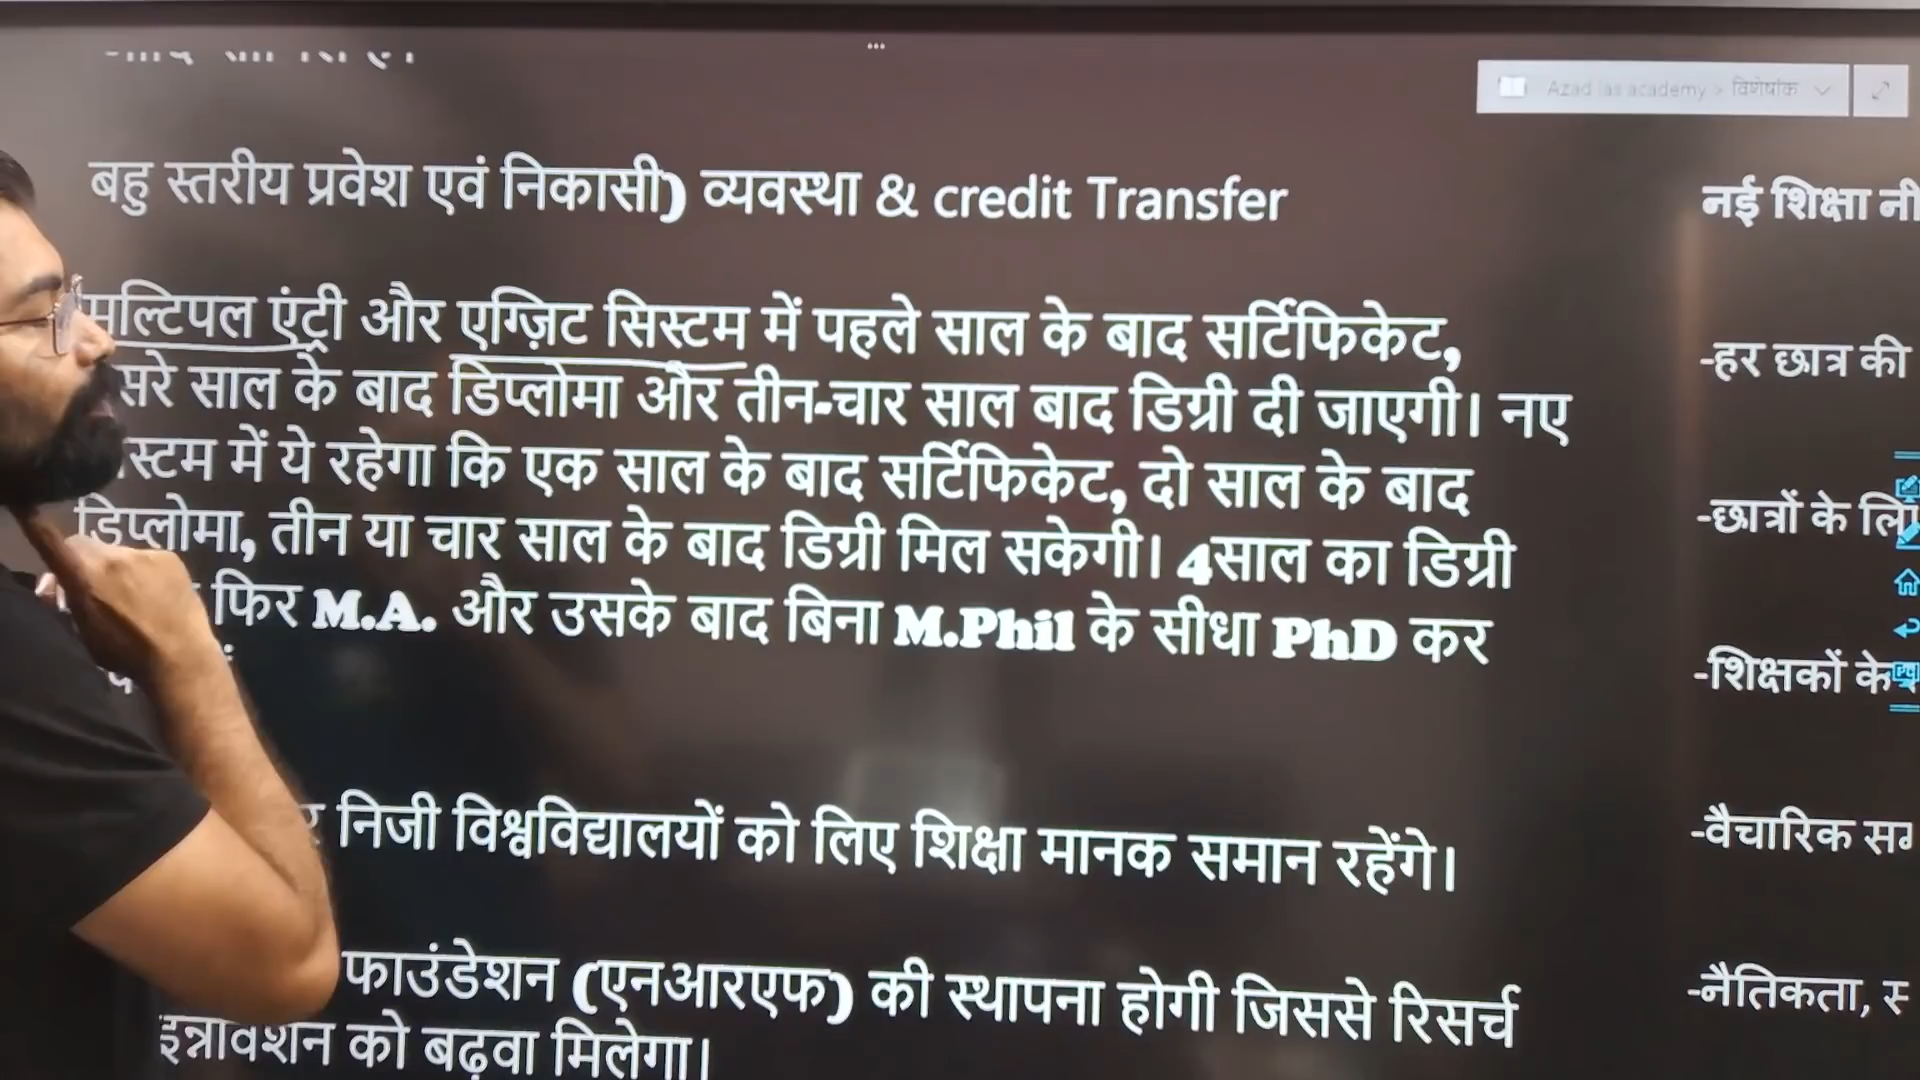 Azad Ias academy > विशेषांक
बहु स्तरीय प्रवेश एवं निकासी) व्यवस्था & credit Transfer
मल्टिपल एंट्री और एग्ज़िट सिस्टम में पहले साल के बाद सर्टिफिकेट,
सरे साल के बाद डिप्लोमा और तीन-चार साल बाद डिग्री दी जाएगी। नए
स्टम में ये रहेगा कि एक साल के बाद सर्टिफिकेट, दो साल के बाद
डिप्लोमा, तीन या चार साल के बाद डिग्री मिल सकेगी। 4साल का डिग्री
फिर M.A. और उसके बाद बिना M.Phil के सीधा PhD कर
निजी विश्वविद्यालयों को लिए शिक्षा मानक समान रहेंगे।
फाउंडेशन (एनआरएफ) की स्थापना होगी जिससे रिसर्च
इन्नोवेशन को बढ़वा मिलेगा।
नई शिक्षा नी
-हर छात्र की
-छात्रों के लि
-शिक्षकों के
-वैचारिक सम
-नैतिकता, स्